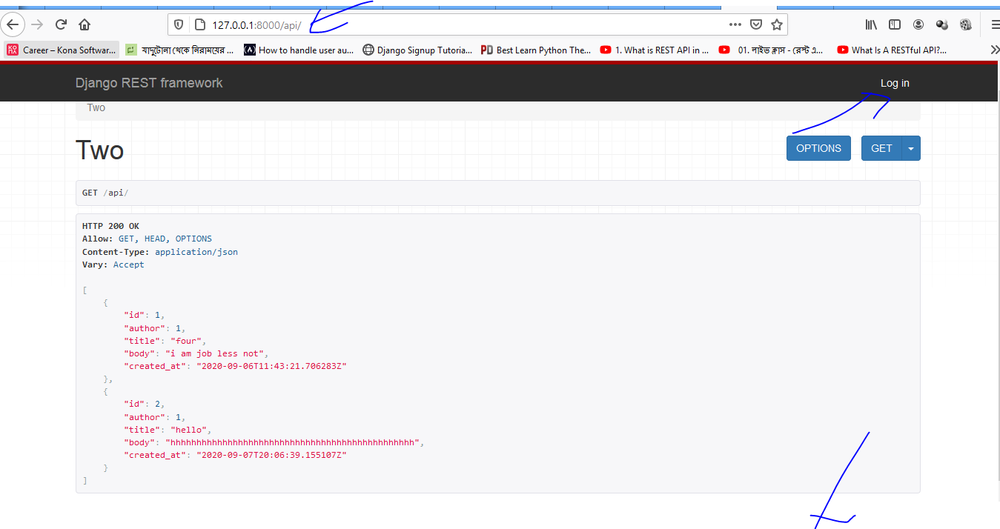 127.0.0.1:8000/api/
Career – Kona Softwar... যাদুটোনা থেকে নিরাময়ের ... How to handle user au... Django Signup Tutoria... PD Best Learn Python The... 1. What is REST API in ... 01. লাইভ ক্লাস - রেস্ট এ... What Is A RESTful API?...
Django REST framework Log in
Two
Two OPTIONS GET
GET /api/
HTTP 200 OK
Allow: GET, HEAD, OPTIONS
Content-Type: application/json
Vary: Accept
[
{
"id": 1,
"author": 1,
"title": "four",
"body": "i am job less not",
"created_at": "2020-09-06T11:43:21.706283Z"
},
{
"id": 2,
"author": 1,
"title": "hello",
"body": "hhhhhhhhhhhhhhhhhhhhhhhhhhhhhhhhhhhhhhhhhhhhhhh",
"created_at": "2020-09-07T20:06:39.155107Z"
}
]